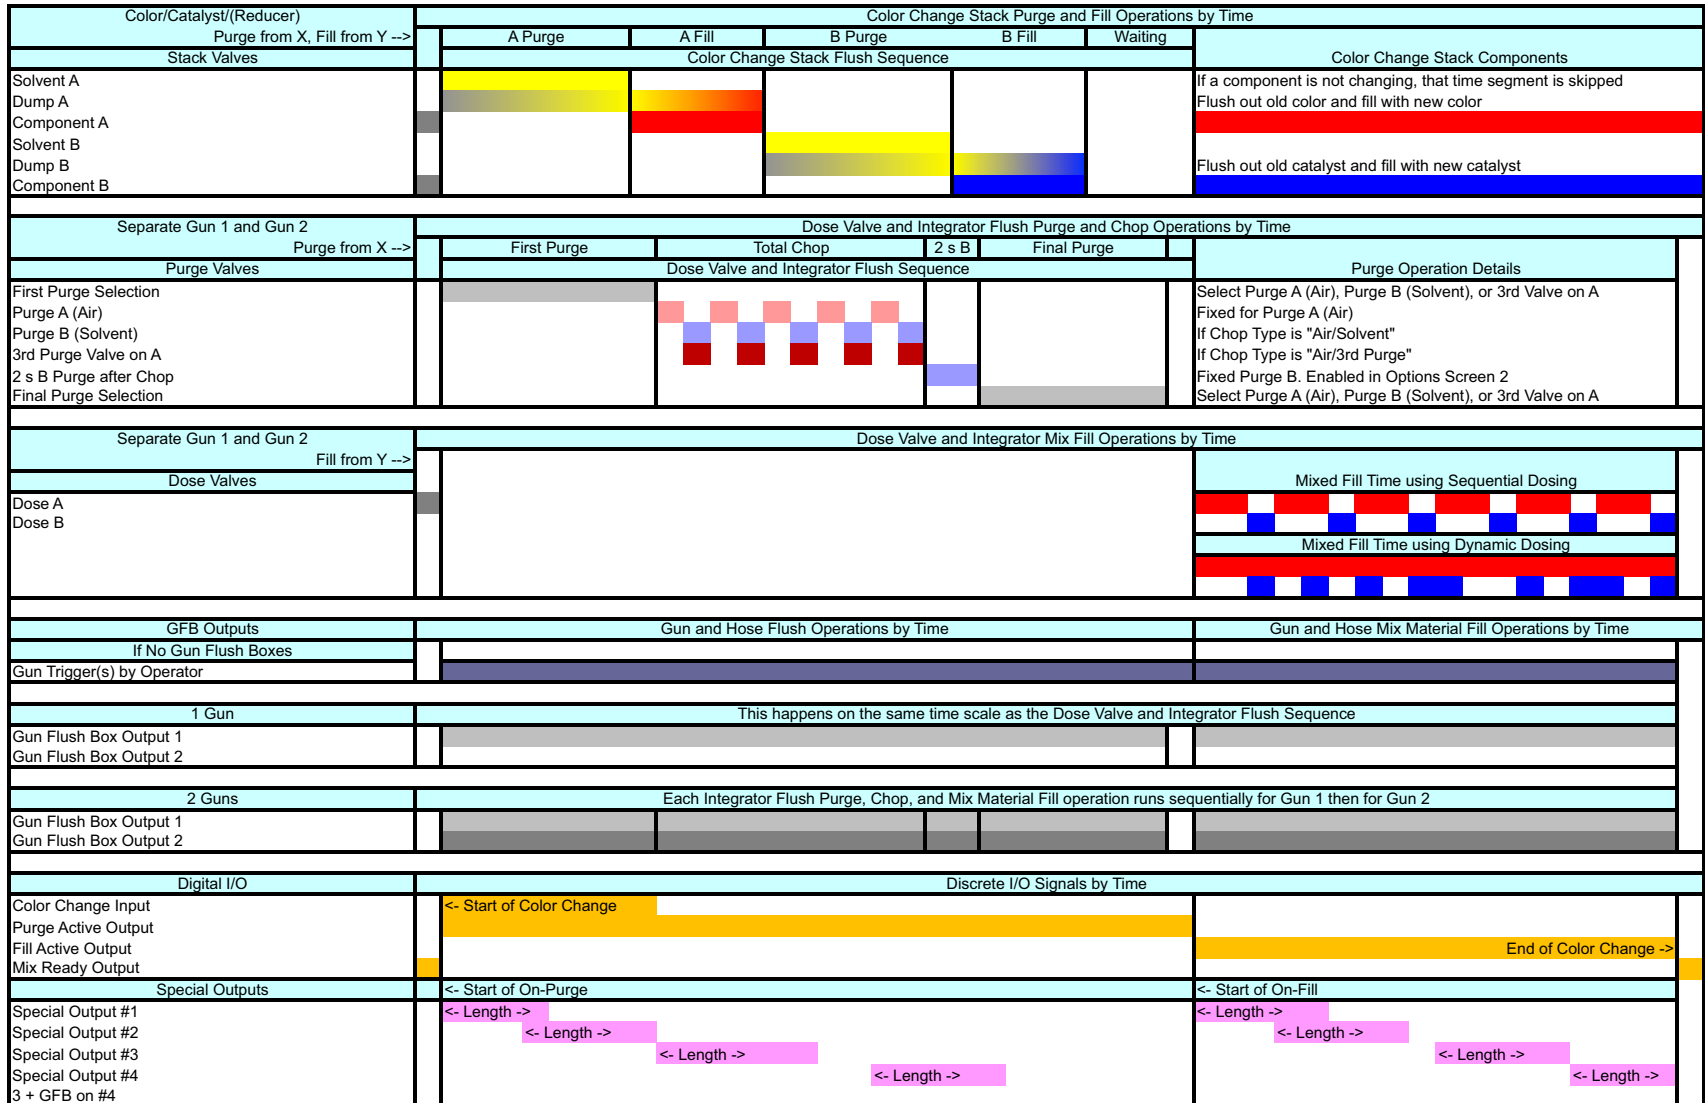 Color/Catalyst/(Reducer)
Color Change Stack Purge and Fill Operations by Time
Purge from X, Fill from Y -->
A Purge
A Fill
B Purge
B Fill
Waiting
Stack Valves
Color Change Stack Flush Sequence
Color Change Stack Components
Solvent A
If a component is not changing, that time segment is skipped
Dump A
Flush out old color and fill with new color
Component A
Solvent B
Dump B
Flush out old catalyst and fill with new catalyst
Component B
Separate Gun 1 and Gun 2
Dose Valve and Integrator Flush Purge and Chop Operations by Time
Purge from X -->
First Purge
Total Chop
2 s B
Final Purge
Purge Valves
Dose Valve and Integrator Flush Sequence
Purge Operation Details
First Purge Selection
Select Purge A (Air), Purge B (Solvent), or 3rd Valve on A
Purge A (Air)
Fixed for Purge A (Air)
Purge B (Solvent)
If Chop Type is "Air/Solvent"
3rd Purge Valve on A
If Chop Type is "Air/3rd Purge"
2 s B Purge after Chop
Fixed Purge B. Enabled in Options Screen 2
Final Purge Selection
Select Purge A (Air), Purge B (Solvent), or 3rd Valve on A
Separate Gun 1 and Gun 2
Dose Valve and Integrator Mix Fill Operations by Time
Fill from Y -->
Dose Valves
Mixed Fill Time using Sequential Dosing
Dose A
Dose B
Mixed Fill Time using Dynamic Dosing
GFB Outputs
Gun and Hose Flush Operations by Time
Gun and Hose Mix Material Fill Operations by Time
If No Gun Flush Boxes
Gun Trigger(s) by Operator
1 Gun
This happens on the same time scale as the Dose Valve and Integrator Flush Sequence
Gun Flush Box Output 1
Gun Flush Box Output 2
2 Guns
Each Integrator Flush Purge, Chop, and Mix Material Fill operation runs sequentially for Gun 1 then for Gun 2
Gun Flush Box Output 1
Gun Flush Box Output 2
Digital I/O
Discrete I/O Signals by Time
Color Change Input
<- Start of Color Change
Purge Active Output
Fill Active Output
End of Color Change ->
Mix Ready Output
Special Outputs
<- Start of On-Purge
<- Start of On-Fill
Special Output #1
<- Length ->
<- Length ->
Special Output #2
<- Length ->
<- Length ->
Special Output #3
<- Length ->
<- Length ->
Special Output #4
<- Length ->
<- Length ->
3 + GFB on #4